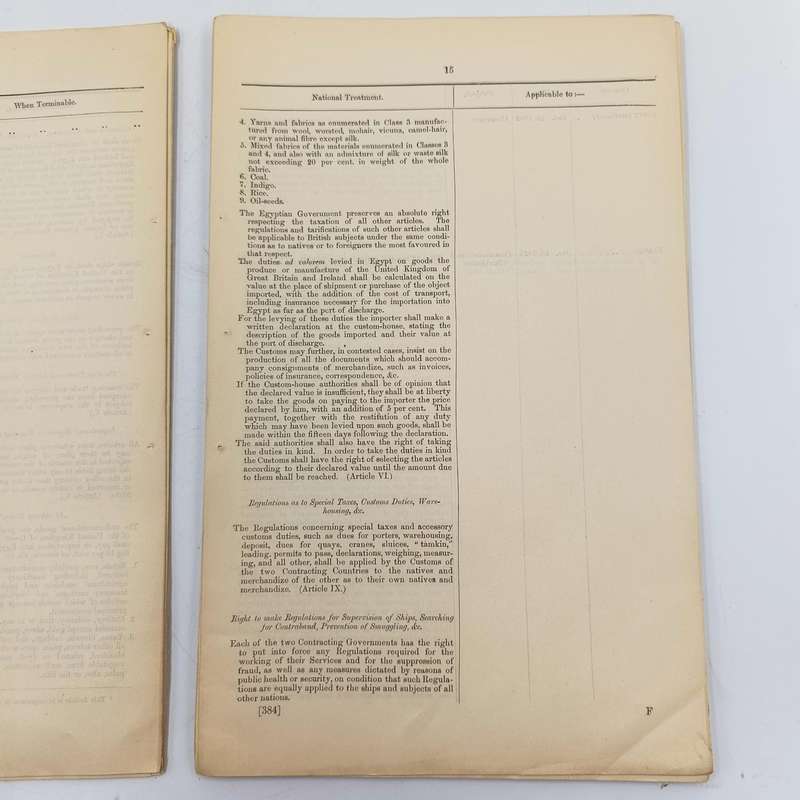 When Terminable.
15
National Treatment.
Applicable to :—
4. Yarns and fabrics as enumerated in Class 3 manufac-
tured from wool, worsted, mohair, vicuna, camel-hair,
or any animal fibre except silk.
5. Mixed fabrics of the materials enumerated in Classes 3
and 4, and also with an admixture of silk or waste silk
not exceeding 20 per cent. in weight of the whole
fabric.
6. Coal.
7. Indigo.
8. Rice.
9. Oil-seeds.
The Egyptian Government preserves an absolute right
respecting the taxation of all other articles. The
regulations and tarifications of such other articles shall
be applicable to British subjects under the same condi-
tions as to natives or to foreigners the most favoured in
that respect.
The duties ad valorem levied in Egypt on goods the
produce or manufacture of the United Kingdom of
Great Britain and Ireland shall be calculated on the
value at the place of shipment or purchase of the object
imported, with the addition of the cost of transport,
including insurance necessary for the importation into
Egypt as far as the port of discharge.
For the levying of these duties the importer shall make a
written declaration at the custom-house, stating the
description of the goods imported and their value at
the port of discharge.
The Customs may further, in contested cases, insist on the
production of all the documents which should accom-
pany consignments of merchandize, such as invoices,
policies of insurance, correspondence, &c.
If the Custom-house authorities shall be of opinion that
the declared value is insufficient, they shall be at liberty
to take the goods on paying to the importer the price
declared by him, with an addition of 5 per cent. This
payment, together with the restitution of any duty
which may have been levied upon such goods, shall be
made within the fifteen days following the declaration.
The said authorities shall also have the right of taking
the duties in kind. In order to take the duties in kind
the Customs shall have the right of selecting the articles
according to their declared value until the amount due
to them shall be reached. (Article VI.)
Regulations as to Special Taxes, Customs Duties, Ware-
housing, &c.
The Regulations concerning special taxes and accessory
customs duties, such as dues for porters, warehousing,
deposit, dues for quays, cranes, sluices, "tamkin,"
leading, permits to pass, declarations, weighing, measur-
ing, and all other, shall be applied by the Customs of
the two Contracting Countries to the natives and
merchandize of the other as to their own natives and
merchandize. (Article IX.)
Right to make Regulations for Supervision of Ships, Searching
for Contraband, Prevention of Smuggling, &c.
Each of the two Contracting Governments has the right
to put into force any Regulations required for the
working of their Services and for the suppression of
fraud, as well as any measures dictated by reasons of
public health or security, on condition that such Regula-
tions are equally applied to the ships and subjects of all
other nations.
[384]
F